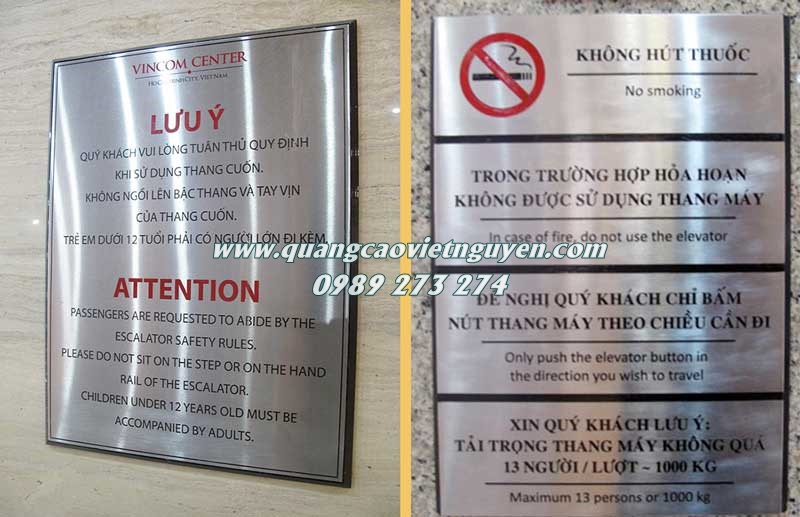 VINCOM CENTER
LƯU Ý
QUÝ KHÁCH VUI LÒNG TUÂN THỦ QUY ĐỊNH
KHI SỬ DỤNG THANG CUỐN.
KHÔNG NGỒI LÊN BẬC THANG VÀ TAY VỊN
CỦA THANG CUỐN.
TRẺ EM DƯỚI 12 TUỔI PHẢI CÓ NGƯỜI LỚN ĐI KÈM.
ATTENTION
PASSENGERS ARE REQUESTED TO ABIDE BY THE
ESCALATOR SAFETY RULES.
PLEASE DO NOT SIT ON THE STEP OR ON THE HAND
RAIL OF THE ESCALATOR.
CHILDREN UNDER 12 YEARS OLD MUST BE
ACCOMPANIED BY ADULTS.
www.quangcaovietnguyen.com
0989 273 274
KHÔNG HÚT THUỐC
No smoking
TRONG TRƯỜNG HỢP HỎA HOẠN
KHÔNG ĐƯỢC SỬ DỤNG THANG MÁY
In case of fire, do not use the elevator
ĐỀ NGHỊ QUÝ KHÁCH CHỈ BẤM
NÚT THANG MÁY THEO CHIỀU CẦN ĐI
Only push the elevator button in
the direction you wish to travel
XIN QUÝ KHÁCH LƯU Ý:
TẢI TRỌNG THANG MÁY KHÔNG QUÁ
13 NGƯỜI / LƯỢT ~ 1000 KG
Maximum 13 persons or 1000 kg